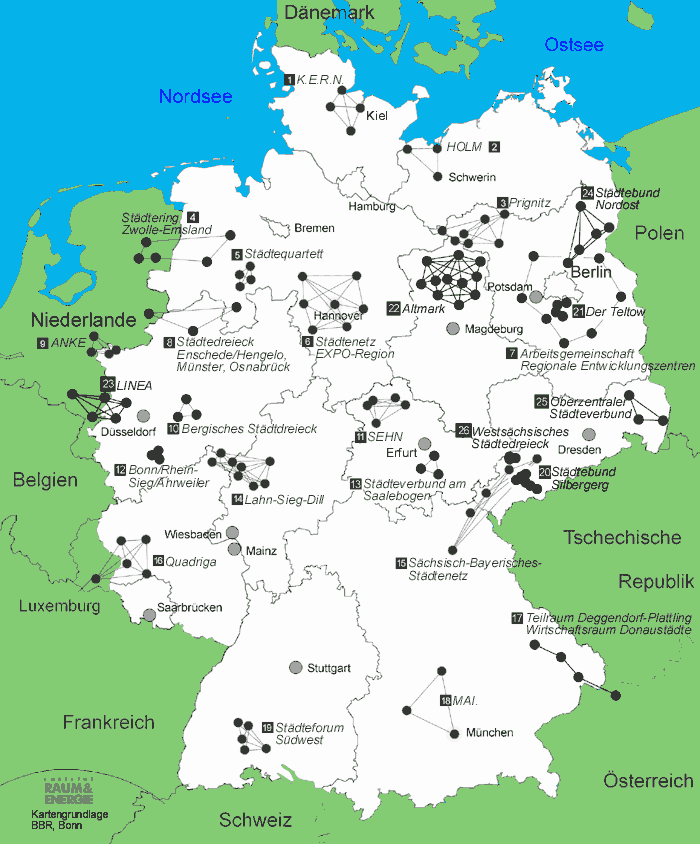 Dänemark
Ostsee
Nordsee
1 K.E.R.N.
Kiel
HOLM 2
Schwerin
Hamburg
24 Städtebund
Nordost
3 Prignitz
Städtering 4
Zwolle-Emsland
Bremen
Polen
5 Städtequartett
Berlin
Potsdam
Hannover
22 Altmark
21 Der Teltow
Niederlande
Magdeburg
9 ANKE
8 Städtedreieck
Enschede/Hengelo,
Münster, Osnabrück
6 Städtenetz
EXPO-Region
7 Arbeitsgemeinschaft
Regionale Entwicklungszentren
23 LINEA
25 Oberzentraler
Städteverbund
Düsseldorf
10 Bergisches Städtdreieck
11 SEHN
26 Westsächsisches
Städtedreieck
Dresden
Erfurt
Belgien
12 Bonn/Rhein-
Sieg/Ahrweiler
13 Städteverbund am
Saalebogen
20 Städtebund
Silbergerg
14 Lahn-Sieg-Dill
Wiesbaden
Mainz
Tschechische
Republik
16 Quadriga
15 Sächsisch-Bayerisches-
Städtenetz
Luxemburg
Saarbrücken
17 Teilraum Deggendorf-Plattling
Wirtschaftsraum Donaustädte
Stuttgart
18 MAI.
München
Frankreich
19 Städteforum
Südwest
Österreich
RAUM&
ENERGIE
Kartengrundlage
BBR, Bonn
Schweiz